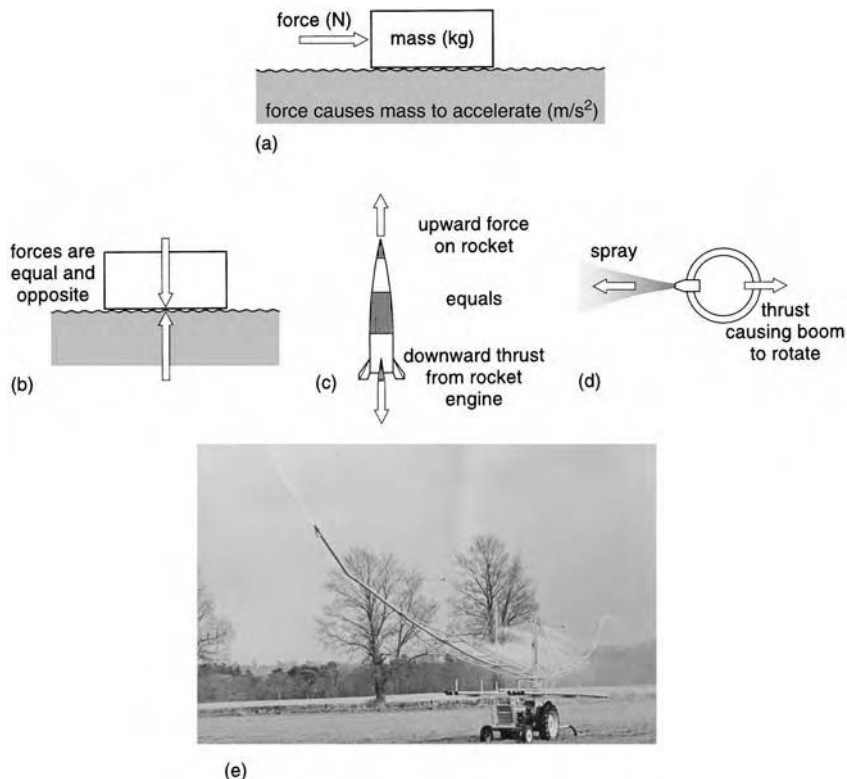 force (N)
mass (kg)
force causes mass to accelerate (m/s²)
(a)
forces are
equal and
opposite
(b)
upward force
on rocket
equals
downward thrust
from rocket
engine
(c)
spray
thrust
causing boom
to rotate
(d)
(e)